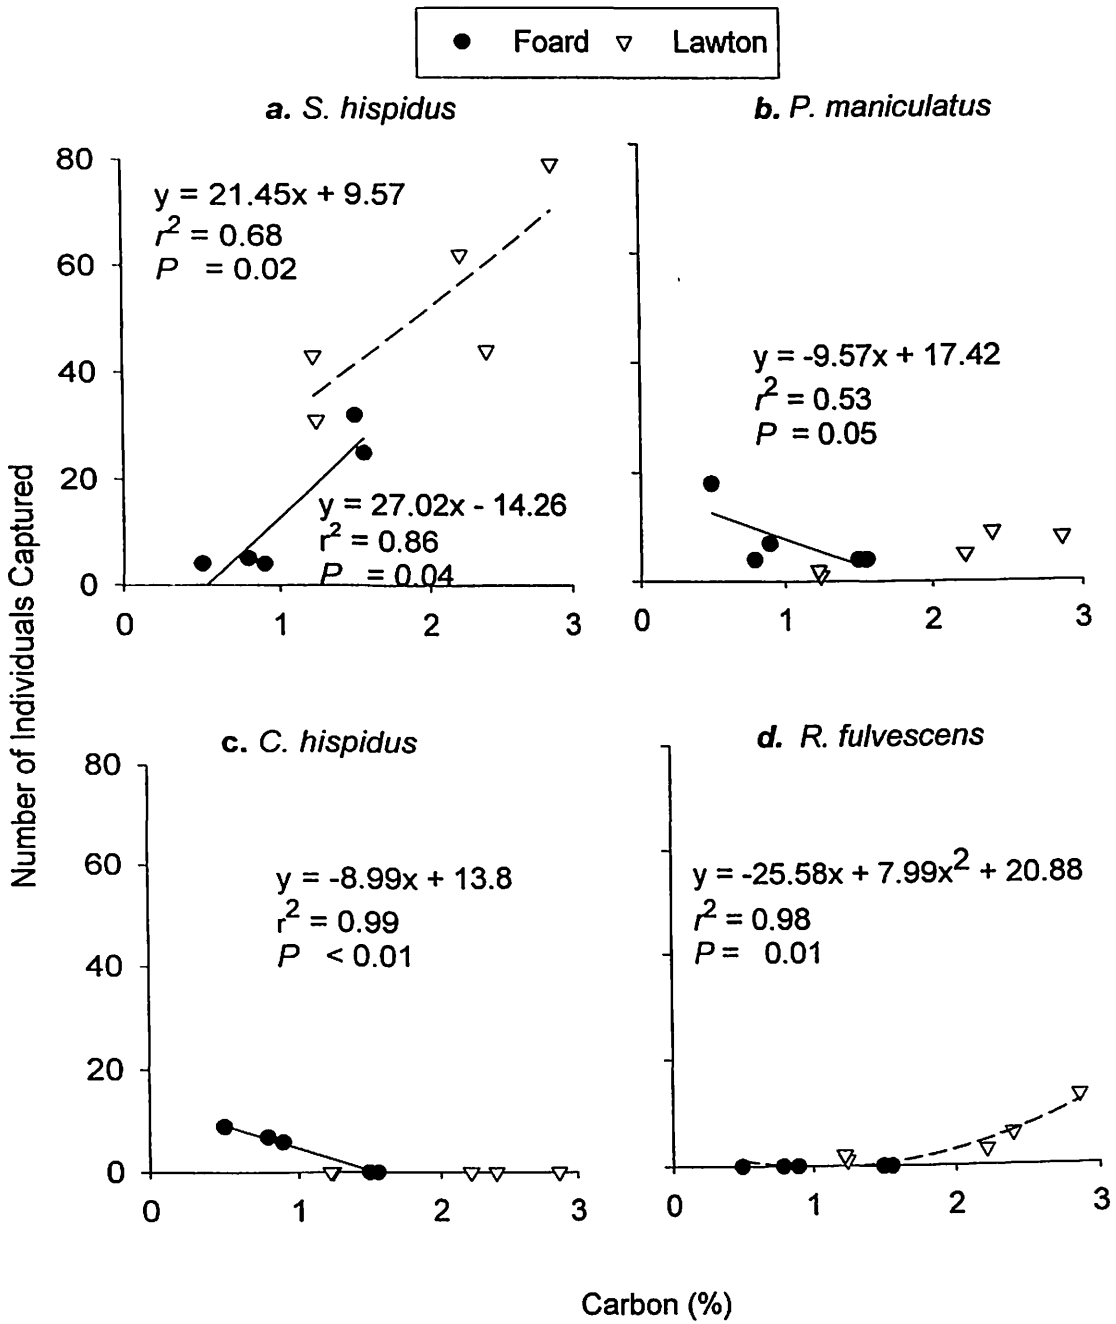 Foard Lawton
a. S. hispidus
80
60
40
20
0
y = 21.45x + 9.57
r² = 0.68
P = 0.02
y = 27.02x - 14.26
r² = 0.86
P = 0.04
0 1 2 3
b. P. maniculatus
y = -9.57x + 17.42
r² = 0.53
P = 0.05
0 1 2 3
Number of Individuals Captured
c. C. hispidus
80
60
40
20
0
y = -8.99x + 13.8
r² = 0.99
P < 0.01
0 1 2 3
d. R. fulvescens
y = -25.58x + 7.99x² + 20.88
r² = 0.98
P = 0.01
0 1 2 3
Carbon (%)